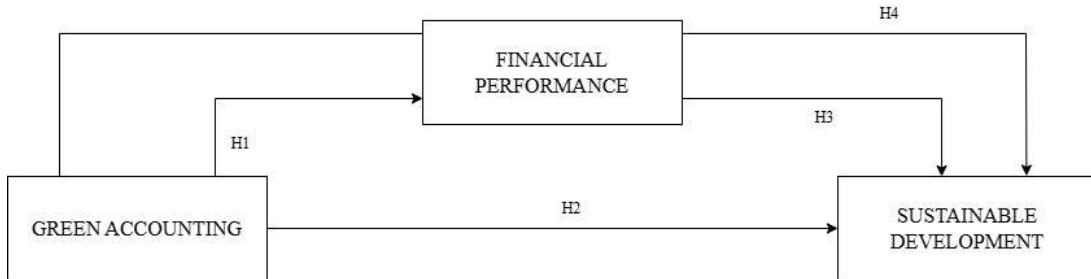 H4
FINANCIAL
PERFORMANCE
H3
H1
H2
GREEN ACCOUNTING
SUSTAINABLE
DEVELOPMENT